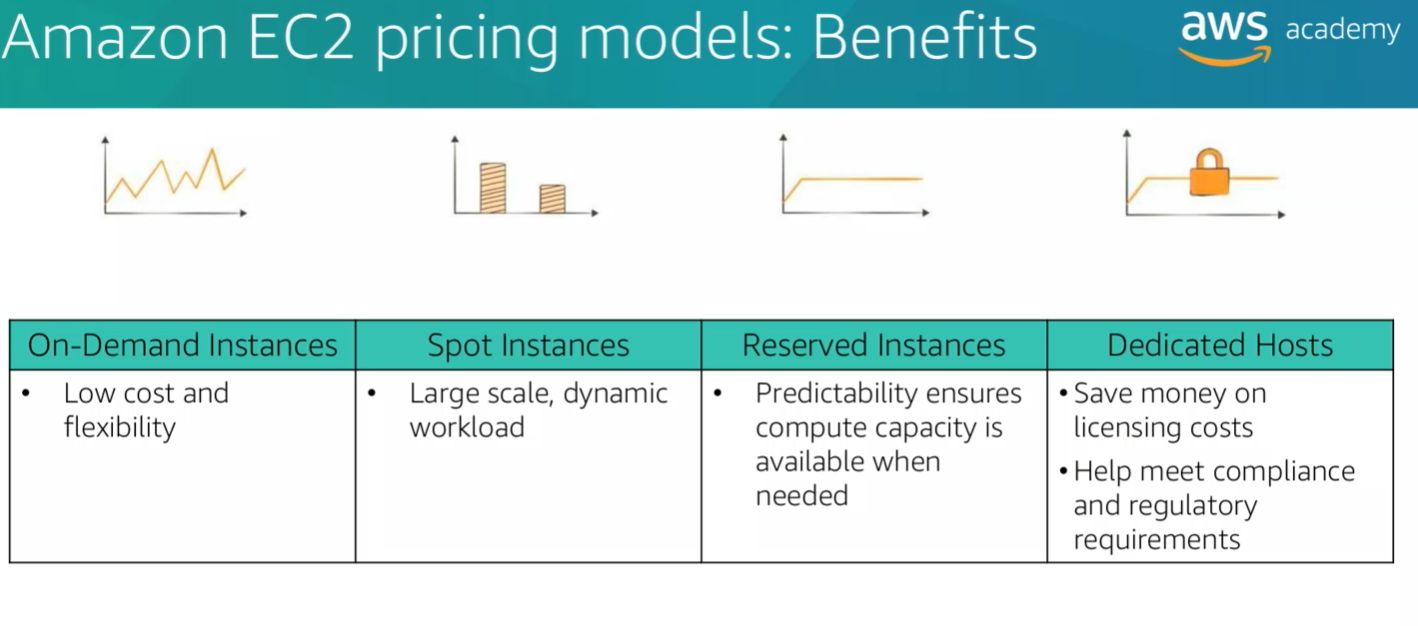 Amazon EC2 pricing models: Benefits
aws academy
On-Demand Instances
• Low cost and
flexibility
Spot Instances
• Large scale, dynamic
workload
Reserved Instances
• Predictability ensures
compute capacity is
available when
needed
Dedicated Hosts
• Save money on
licensing costs
• Help meet compliance
and regulatory
requirements